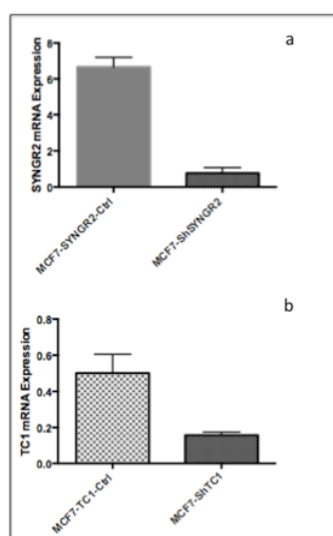 a
SYNGR2 mRNA Expression
8
6
4
2
0
MCF7-SYNGR2-Ctrl
MCF7-ShSYNGR2
b
TC1 mRNA Expression
0.8
0.6
0.4
0.2
0.0
MCF7-TC1-Ctrl
MCF7-ShTC1